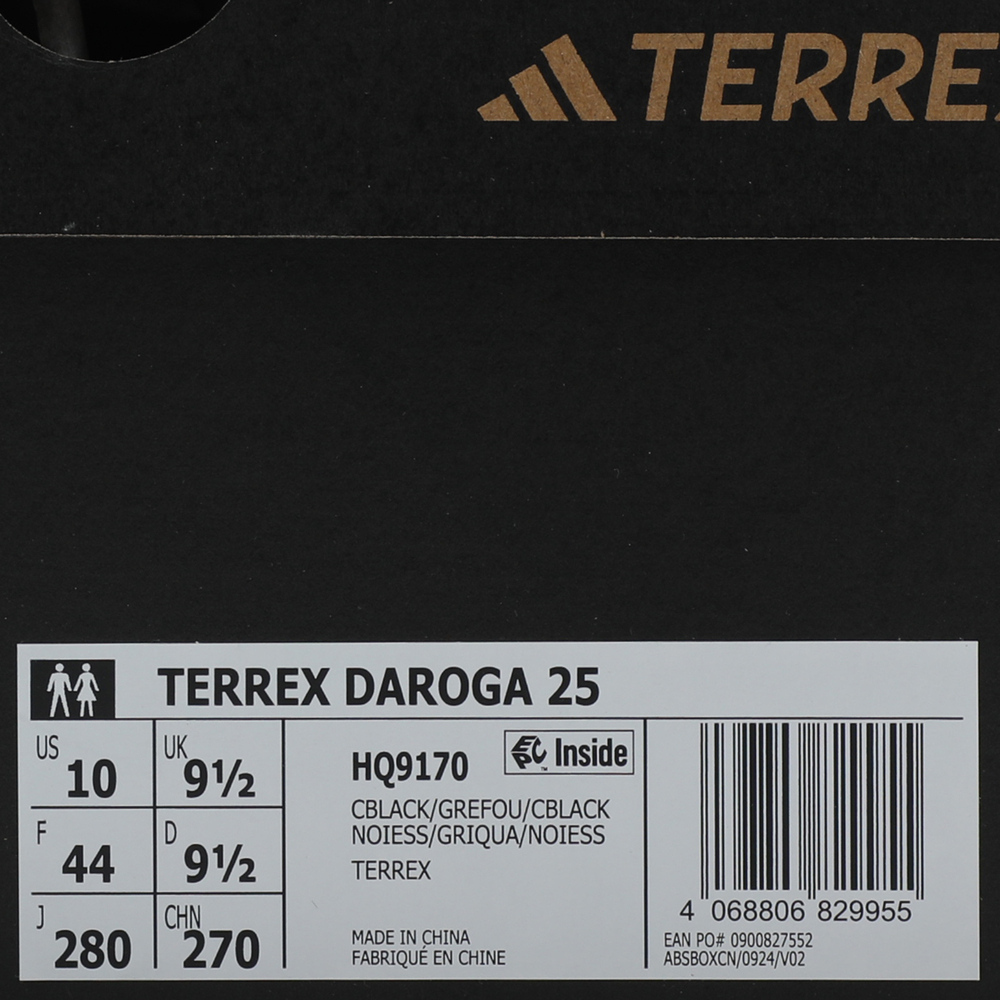 TERREX
TERREX DAROGA 25
US 10
UK 9½
F 44
D 9½
J 280
CHN 270
HQ9170
EPC Inside
™
CBLACK/GREFOU/CBLACK
NOIESS/GRIQUA/NOIESS
TERREX
MADE IN CHINA
FABRIQUÉ EN CHINE
4 068806 829955
EAN PO# 0900827552
ABSBOXCN/0924/V02